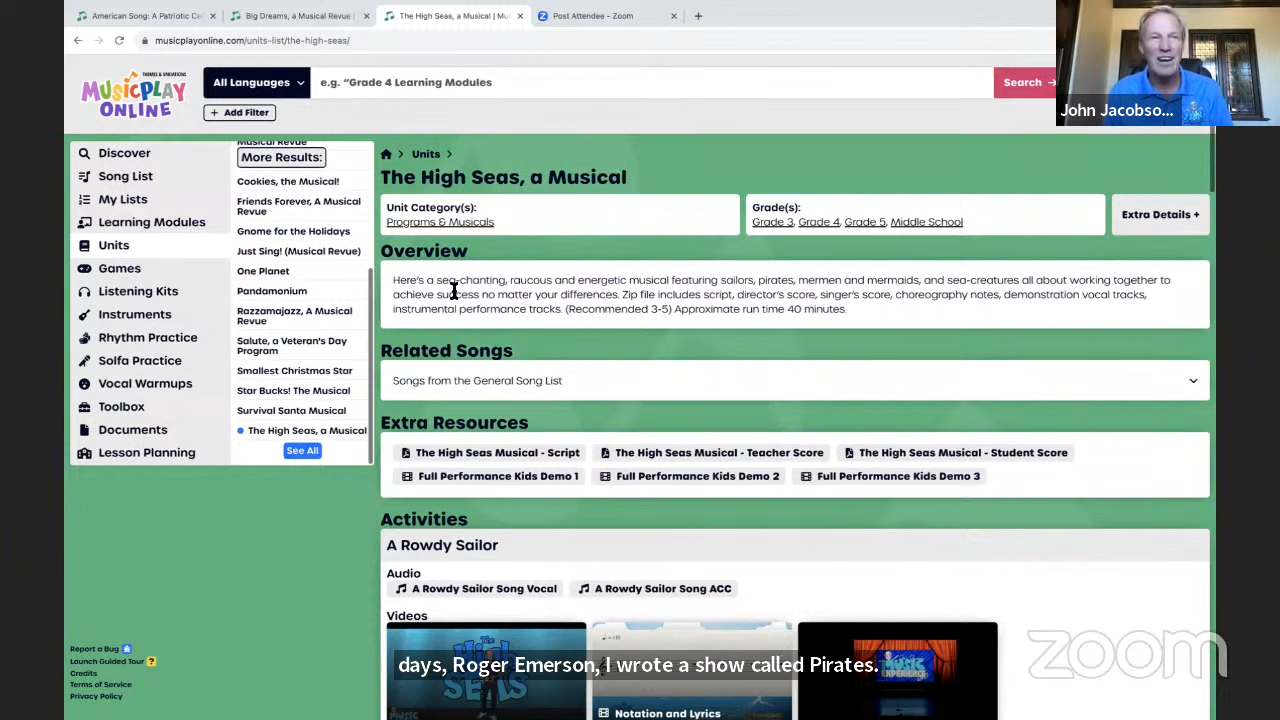 American Song: A Patriotic Ce
Big Dreams, a Musical Revue |
The High Seas, a Musical | Mu
Post Attendee - Zoom
musicplayonline.com/units-list/the-high-seas/
THEMES & VARIATIONS
MUSICPLAY
ONLINE
All Languages
e.g. "Grade 4 Learning Modules
Search →
+ Add Filter
John Jacobso...
Discover
Song List
My Lists
Learning Modules
Units
Games
Listening Kits
Instruments
Rhythm Practice
Solfa Practice
Vocal Warmups
Toolbox
Documents
Lesson Planning
Musical Revue
More Results:
Cookies, the Musical!
Friends Forever, A Musical
Revue
Gnome for the Holidays
Just Sing! (Musical Revue)
One Planet
Pandamonium
Razzamajazz, A Musical
Revue
Salute, a Veteran's Day
Program
Smallest Christmas Star
Star Bucks! The Musical
Survival Santa Musical
The High Seas, a Musical
See All
Units
The High Seas, a Musical
Unit Category(s):
Programs & Musicals
Grade(s):
Grade 3, Grade 4, Grade 5, Middle School
Extra Details +
Overview
Here's a sea-chanting, raucous and energetic musical featuring sailors, pirates, mermen and mermaids, and sea-creatures all about working together to
achieve success no matter your differences. Zip file includes script, director's score, singer's score, choreography notes, demonstration vocal tracks,
instrumental performance tracks. (Recommended 3-5) Approximate run time 40 minutes.
Related Songs
Songs from the General Song List
Extra Resources
The High Seas Musical - Script
The High Seas Musical - Teacher Score
The High Seas Musical - Student Score
Full Performance Kids Demo 1
Full Performance Kids Demo 2
Full Performance Kids Demo 3
Activities
A Rowdy Sailor
Audio
A Rowdy Sailor Song Vocal
A Rowdy Sailor Song ACC
Videos
The High
SEAS
MUSIC
EXPERIENCE
days, Roger Emerson, I wrote a show called Pirates.
Notation and Lyrics
zoom
Report a Bug
Launch Guided Tour ?
Credits
Terms of Service
Privacy Policy